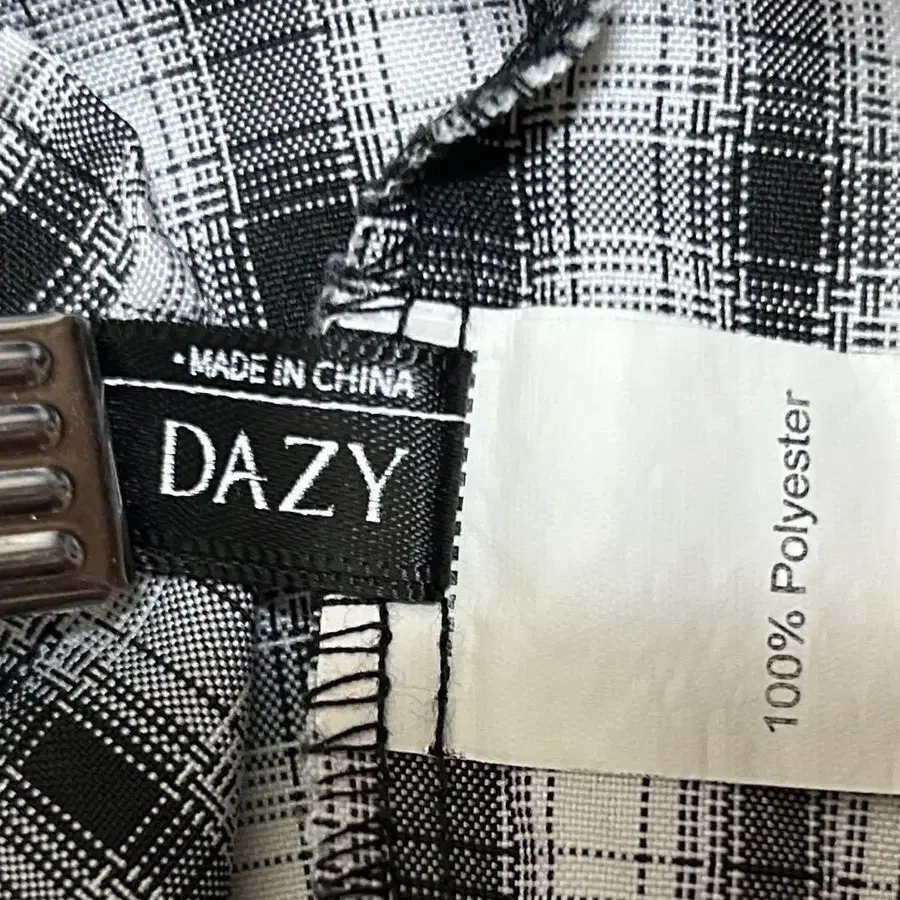 •MADE IN CHINA
DAZY
100% Polyester